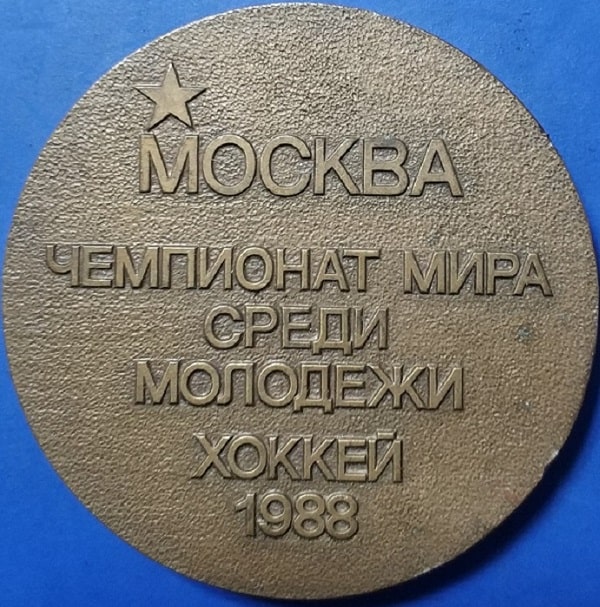 МОСКВА
ЧЕМПИОНАТ МИРА
СРЕДИ
МОЛОДЕЖИ
ХОККЕЙ
1988